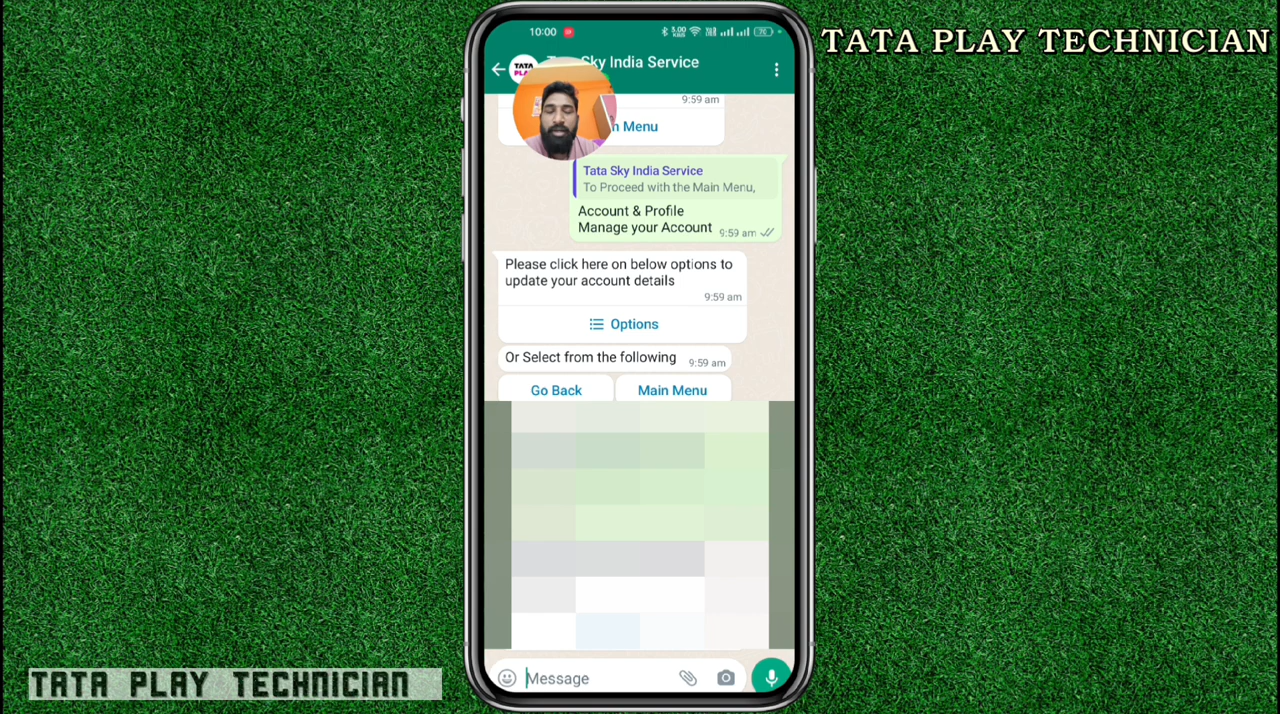 TATA PLAY TECHNICIAN
10:00
70
Sky India Service
TATA
9:59 am
Menu
Tata Sky India Service
To Proceed with the Main Menu,
Account & Profile
Manage your Account 9:59 am
Please click here on below options to
update your account details
9:59 am
Options
Or Select from the following 9:59 am
Go Back Main Menu
Message
TATA PLAY TECHNICIAN